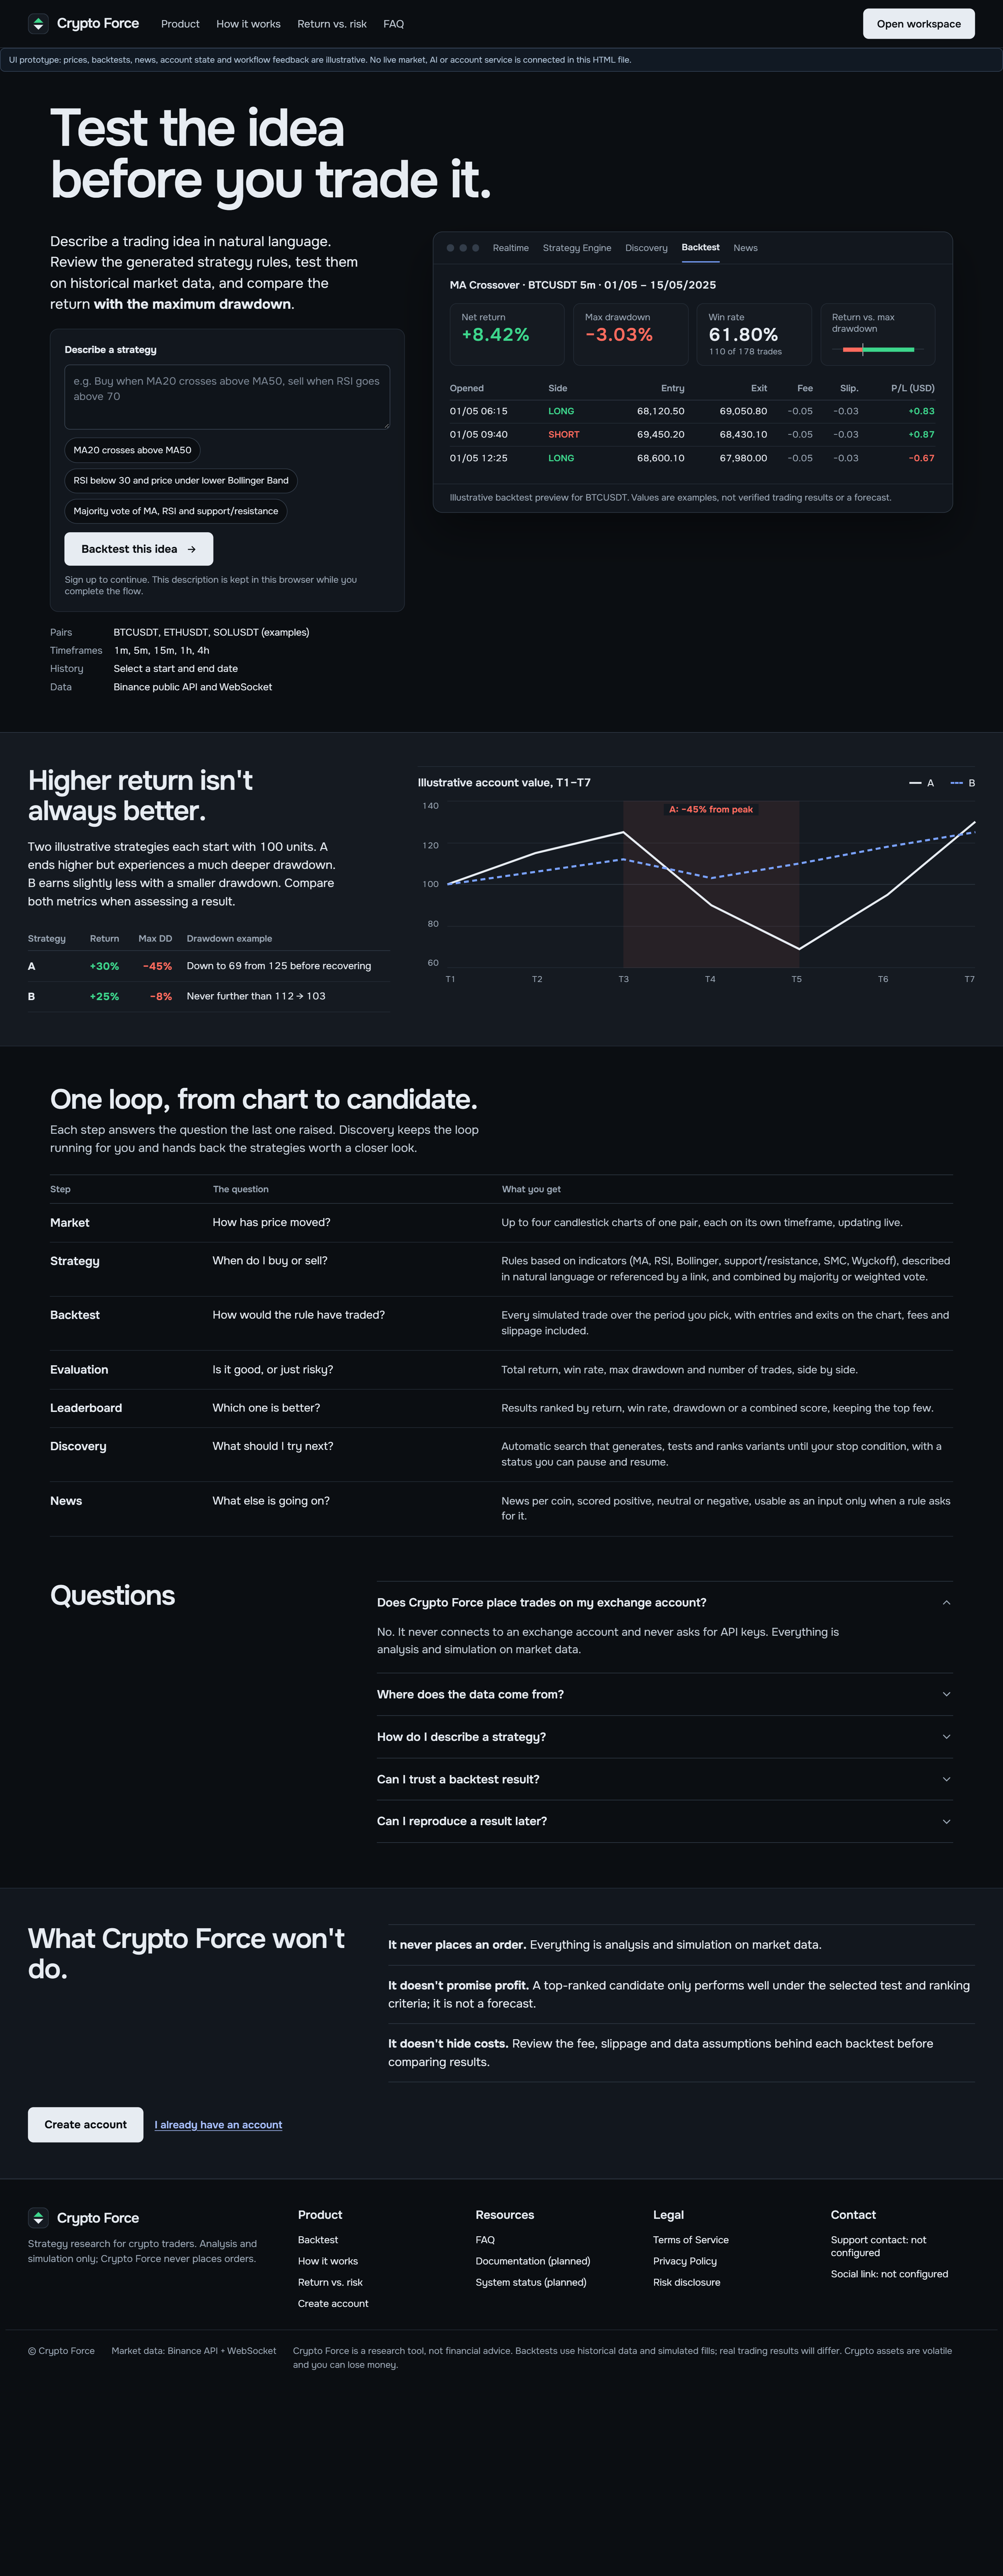 Crypto Force
Product
How it works
Return vs. risk
FAQ
Open workspace
UI prototype: prices, backtests, news, account state and workflow feedback are illustrative. No live market, AI or account service is connected in this HTML file.
Test the idea
before you trade it.
Describe a trading idea in natural language.
Review the generated strategy rules, test them
on historical market data, and compare the
return with the maximum drawdown.
Describe a strategy
e.g. Buy when MA20 crosses above MA50, sell when RSI goes
above 70
MA20 crosses above MA50
RSI below 30 and price under lower Bollinger Band
Majority vote of MA, RSI and support/resistance
Backtest this idea →
Sign up to continue. This description is kept in this browser while you
complete the flow.
Pairs BTCUSDT, ETHUSDT, SOLUSDT (examples)
Timeframes 1m, 5m, 15m, 1h, 4h
History Select a start and end date
Data Binance public API and WebSocket
Realtime Strategy Engine Discovery Backtest News
MA Crossover · BTCUSDT 5m · 01/05 – 15/05/2025
Net return
+8.42%
Max drawdown
−3.03%
Win rate
61.80%
110 of 178 trades
Return vs. max
drawdown
Opened Side Entry Exit Fee Slip. P/L (USD)
01/05 06:15 LONG 68,120.50 69,050.80 −0.05 −0.03 +0.83
01/05 09:40 SHORT 69,450.20 68,430.10 −0.05 −0.03 +0.87
01/05 12:25 LONG 68,600.10 67,980.00 −0.05 −0.03 −0.67
Illustrative backtest preview for BTCUSDT. Values are examples, not verified trading results or a forecast.
Higher return isn't
always better.
Two illustrative strategies each start with 100 units. A
ends higher but experiences a much deeper drawdown.
B earns slightly less with a smaller drawdown. Compare
both metrics when assessing a result.
Strategy Return Max DD Drawdown example
A +30% −45% Down to 69 from 125 before recovering
B +25% −8% Never further than 112 → 103
Illustrative account value, T1–T7
A B
A: −45% from peak
140
120
100
80
60
T1 T2 T3 T4 T5 T6 T7
One loop, from chart to candidate.
Each step answers the question the last one raised. Discovery keeps the loop
running for you and hands back the strategies worth a closer look.
Step The question What you get
Market How has price moved? Up to four candlestick charts of one pair, each on its own timeframe, updating live.
Strategy When do I buy or sell? Rules based on indicators (MA, RSI, Bollinger, support/resistance, SMC, Wyckoff), described
in natural language or referenced by a link, and combined by majority or weighted vote.
Backtest How would the rule have traded? Every simulated trade over the period you pick, with entries and exits on the chart, fees and
slippage included.
Evaluation Is it good, or just risky? Total return, win rate, max drawdown and number of trades, side by side.
Leaderboard Which one is better? Results ranked by return, win rate, drawdown or a combined score, keeping the top few.
Discovery What should I try next? Automatic search that generates, tests and ranks variants until your stop condition, with a
status you can pause and resume.
News What else is going on? News per coin, scored positive, neutral or negative, usable as an input only when a rule asks
for it.
Questions
Does Crypto Force place trades on my exchange account?
No. It never connects to an exchange account and never asks for API keys. Everything is
analysis and simulation on market data.
Where does the data come from?
How do I describe a strategy?
Can I trust a backtest result?
Can I reproduce a result later?
What Crypto Force won't
do.
It never places an order. Everything is analysis and simulation on market data.
It doesn't promise profit. A top-ranked candidate only performs well under the selected test and ranking
criteria; it is not a forecast.
It doesn't hide costs. Review the fee, slippage and data assumptions behind each backtest before
comparing results.
Create account
I already have an account
Crypto Force
Strategy research for crypto traders. Analysis and
simulation only; Crypto Force never places orders.
Product
Backtest
How it works
Return vs. risk
Create account
Resources
FAQ
Documentation (planned)
System status (planned)
Legal
Terms of Service
Privacy Policy
Risk disclosure
Contact
Support contact: not
configured
Social link: not configured
© Crypto Force
Market data: Binance API + WebSocket
Crypto Force is a research tool, not financial advice. Backtests use historical data and simulated fills; real trading results will differ. Crypto assets are volatile
and you can lose money.